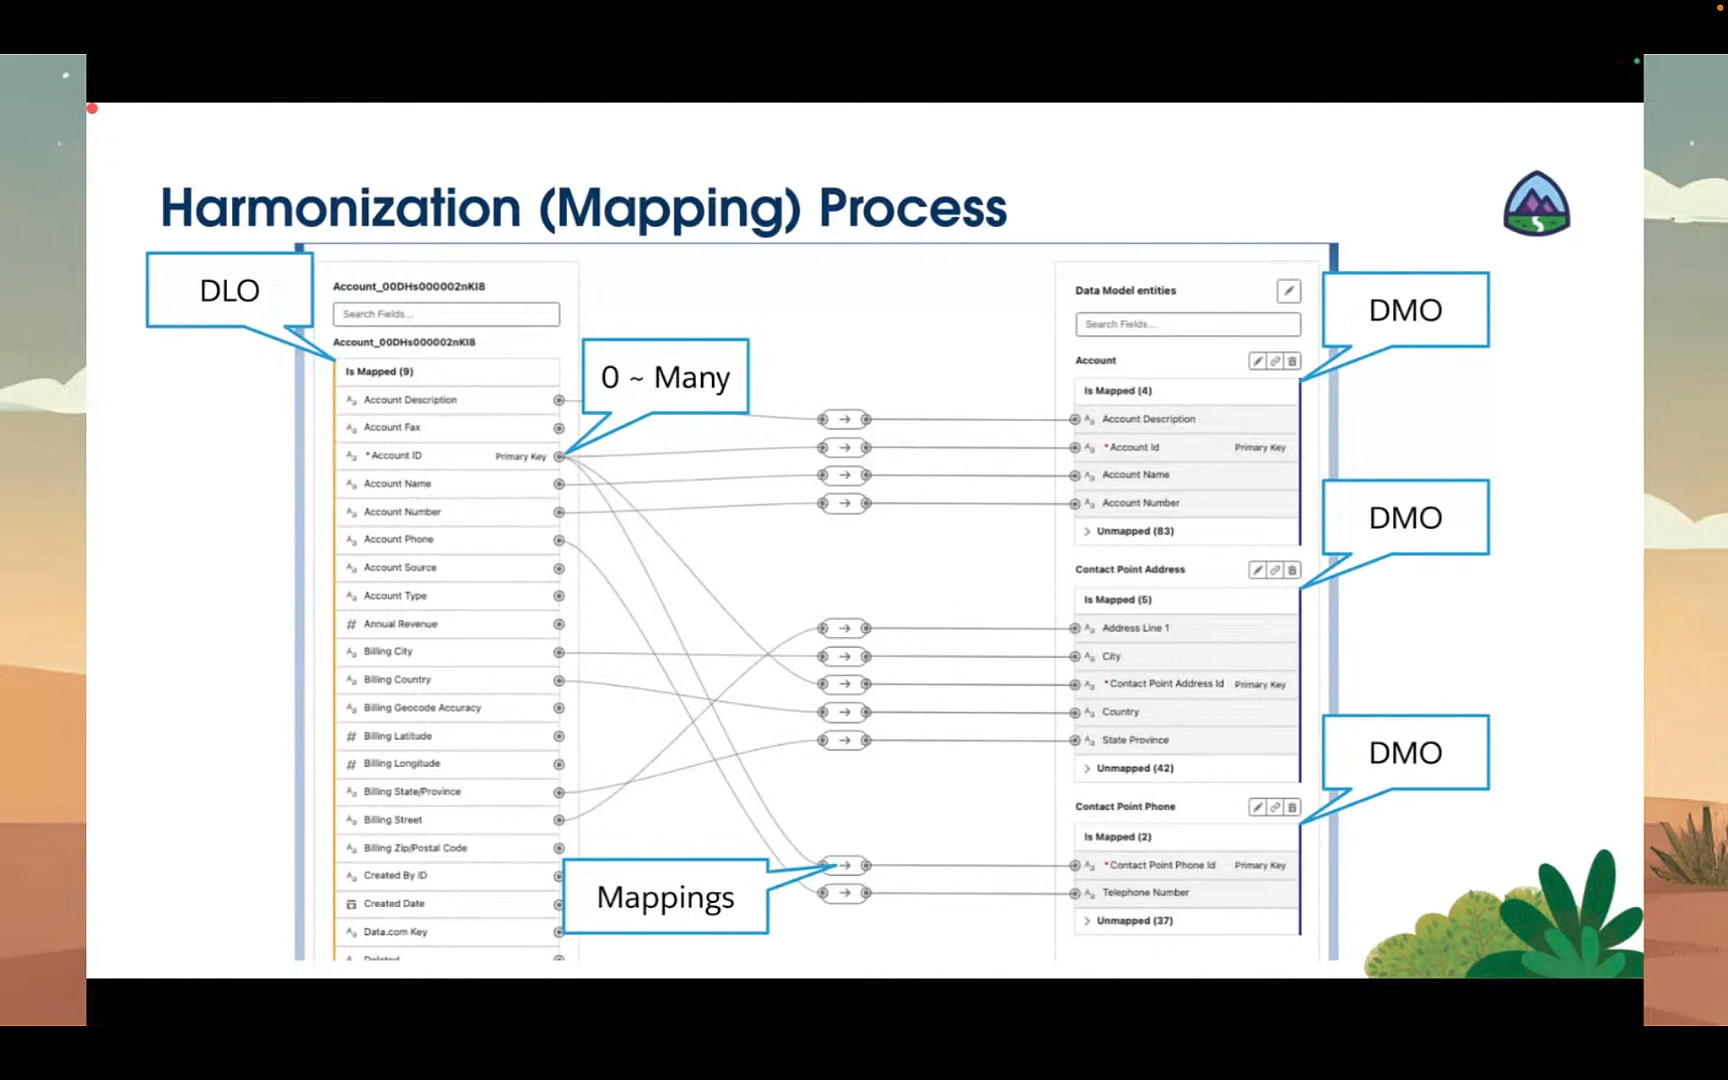 Harmonization (Mapping) Process
DLO
Account_00DHs000002nKl8
Search Fields...
Account_00DHs000002nKl8
Is Mapped (9)
Account Description
Account Fax
*Account ID Primary Key
Account Name
Account Number
Account Phone
Account Source
Account Type
Annual Revenue
Billing City
Billing Country
Billing Geocode Accuracy
Billing Latitude
Billing Longitude
Billing State/Province
Billing Street
Billing Zip/Postal Code
Created By ID
Created Date
Data.com Key
Deleted
0 ~ Many
Mappings
Data Model entities
Search Fields...
Account
Is Mapped (4)
Account Description
*Account Id Primary Key
Account Name
Account Number
Unmapped (83)
Contact Point Address
Is Mapped (5)
Address Line 1
City
*Contact Point Address Id Primary Key
Country
State Province
Unmapped (42)
Contact Point Phone
Is Mapped (2)
*Contact Point Phone Id Primary Key
Telephone Number
Unmapped (37)
DMO
DMO
DMO